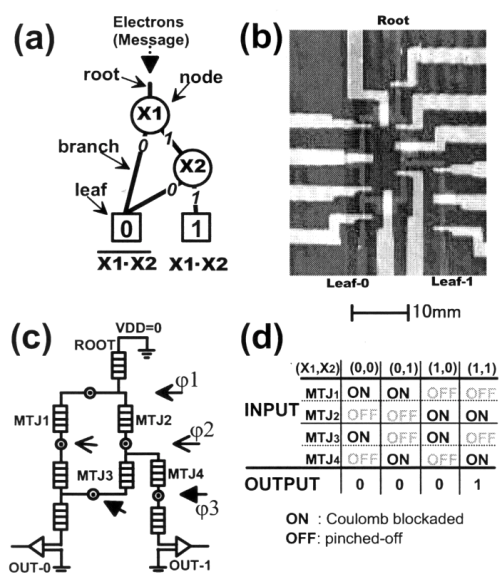 (a)
Electrons
(Message)
root
node
X1
0
1
branch
X2
0
1
leaf
0
1
X1·X2
X1·X2
(b)
Root
Leaf-0
Leaf-1
10mm
(c)
VDD=0
ROOT
φ1
MTJ1
MTJ2
φ2
MTJ3
MTJ4
φ3
OUT-0
OUT-1
(d)
(X1,X2) (0,0) (0,1) (1,0) (1,1)
INPUT
MTJ1 ON ON OFF OFF
MTJ2 OFF OFF ON ON
MTJ3 ON OFF ON OFF
MTJ4 OFF ON OFF ON
OUTPUT 0 0 0 1
ON : Coulomb blockaded
OFF: pinched-off